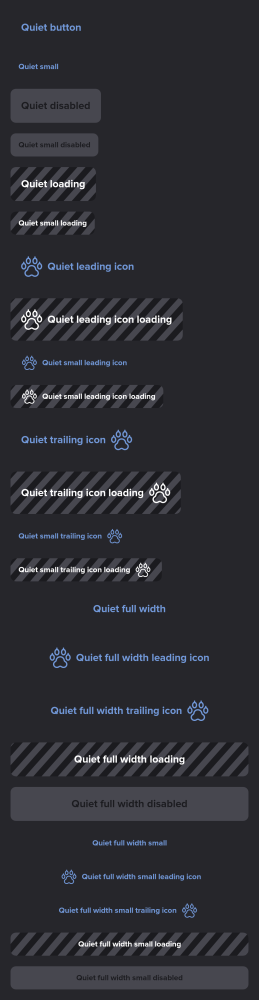 Quiet button
Quiet small
Quiet disabled
Quiet small disabled
Quiet loading
Quiet small loading
Quiet leading icon
Quiet leading icon loading
Quiet small leading icon
Quiet small leading icon loading
Quiet trailing icon
Quiet trailing icon loading
Quiet small trailing icon
Quiet small trailing icon loading
Quiet full width
Quiet full width leading icon
Quiet full width trailing icon
Quiet full width loading
Quiet full width disabled
Quiet full width small
Quiet full width small leading icon
Quiet full width small trailing icon
Quiet full width small loading
Quiet full width small disabled